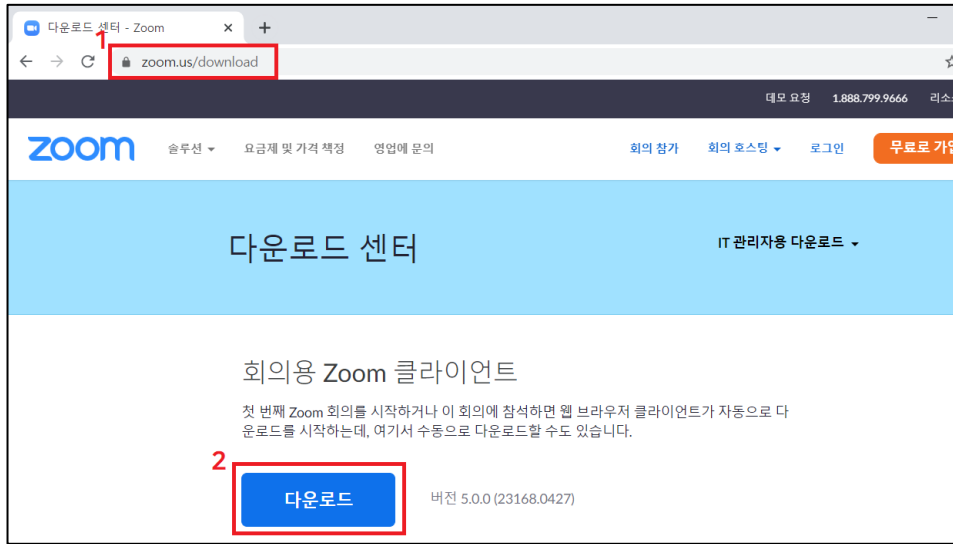 다운로드 센터 - Zoom
1
zoom.us/download
데모 요청 1.888.799.9666 리소
zoom 솔루션 요금제 및 가격 책정 영업에 문의 회의 참가 회의 호스팅 로그인 무료로 가입
다운로드 센터 IT 관리자용 다운로드
회의용 Zoom 클라이언트
첫 번째 Zoom 회의를 시작하거나 이 회의에 참석하면 웹 브라우저 클라이언트가 자동으로 다
운로드를 시작하는데, 여기서 수동으로 다운로드할 수도 있습니다.
2
다운로드 버전 5.0.0 (23168.0427)